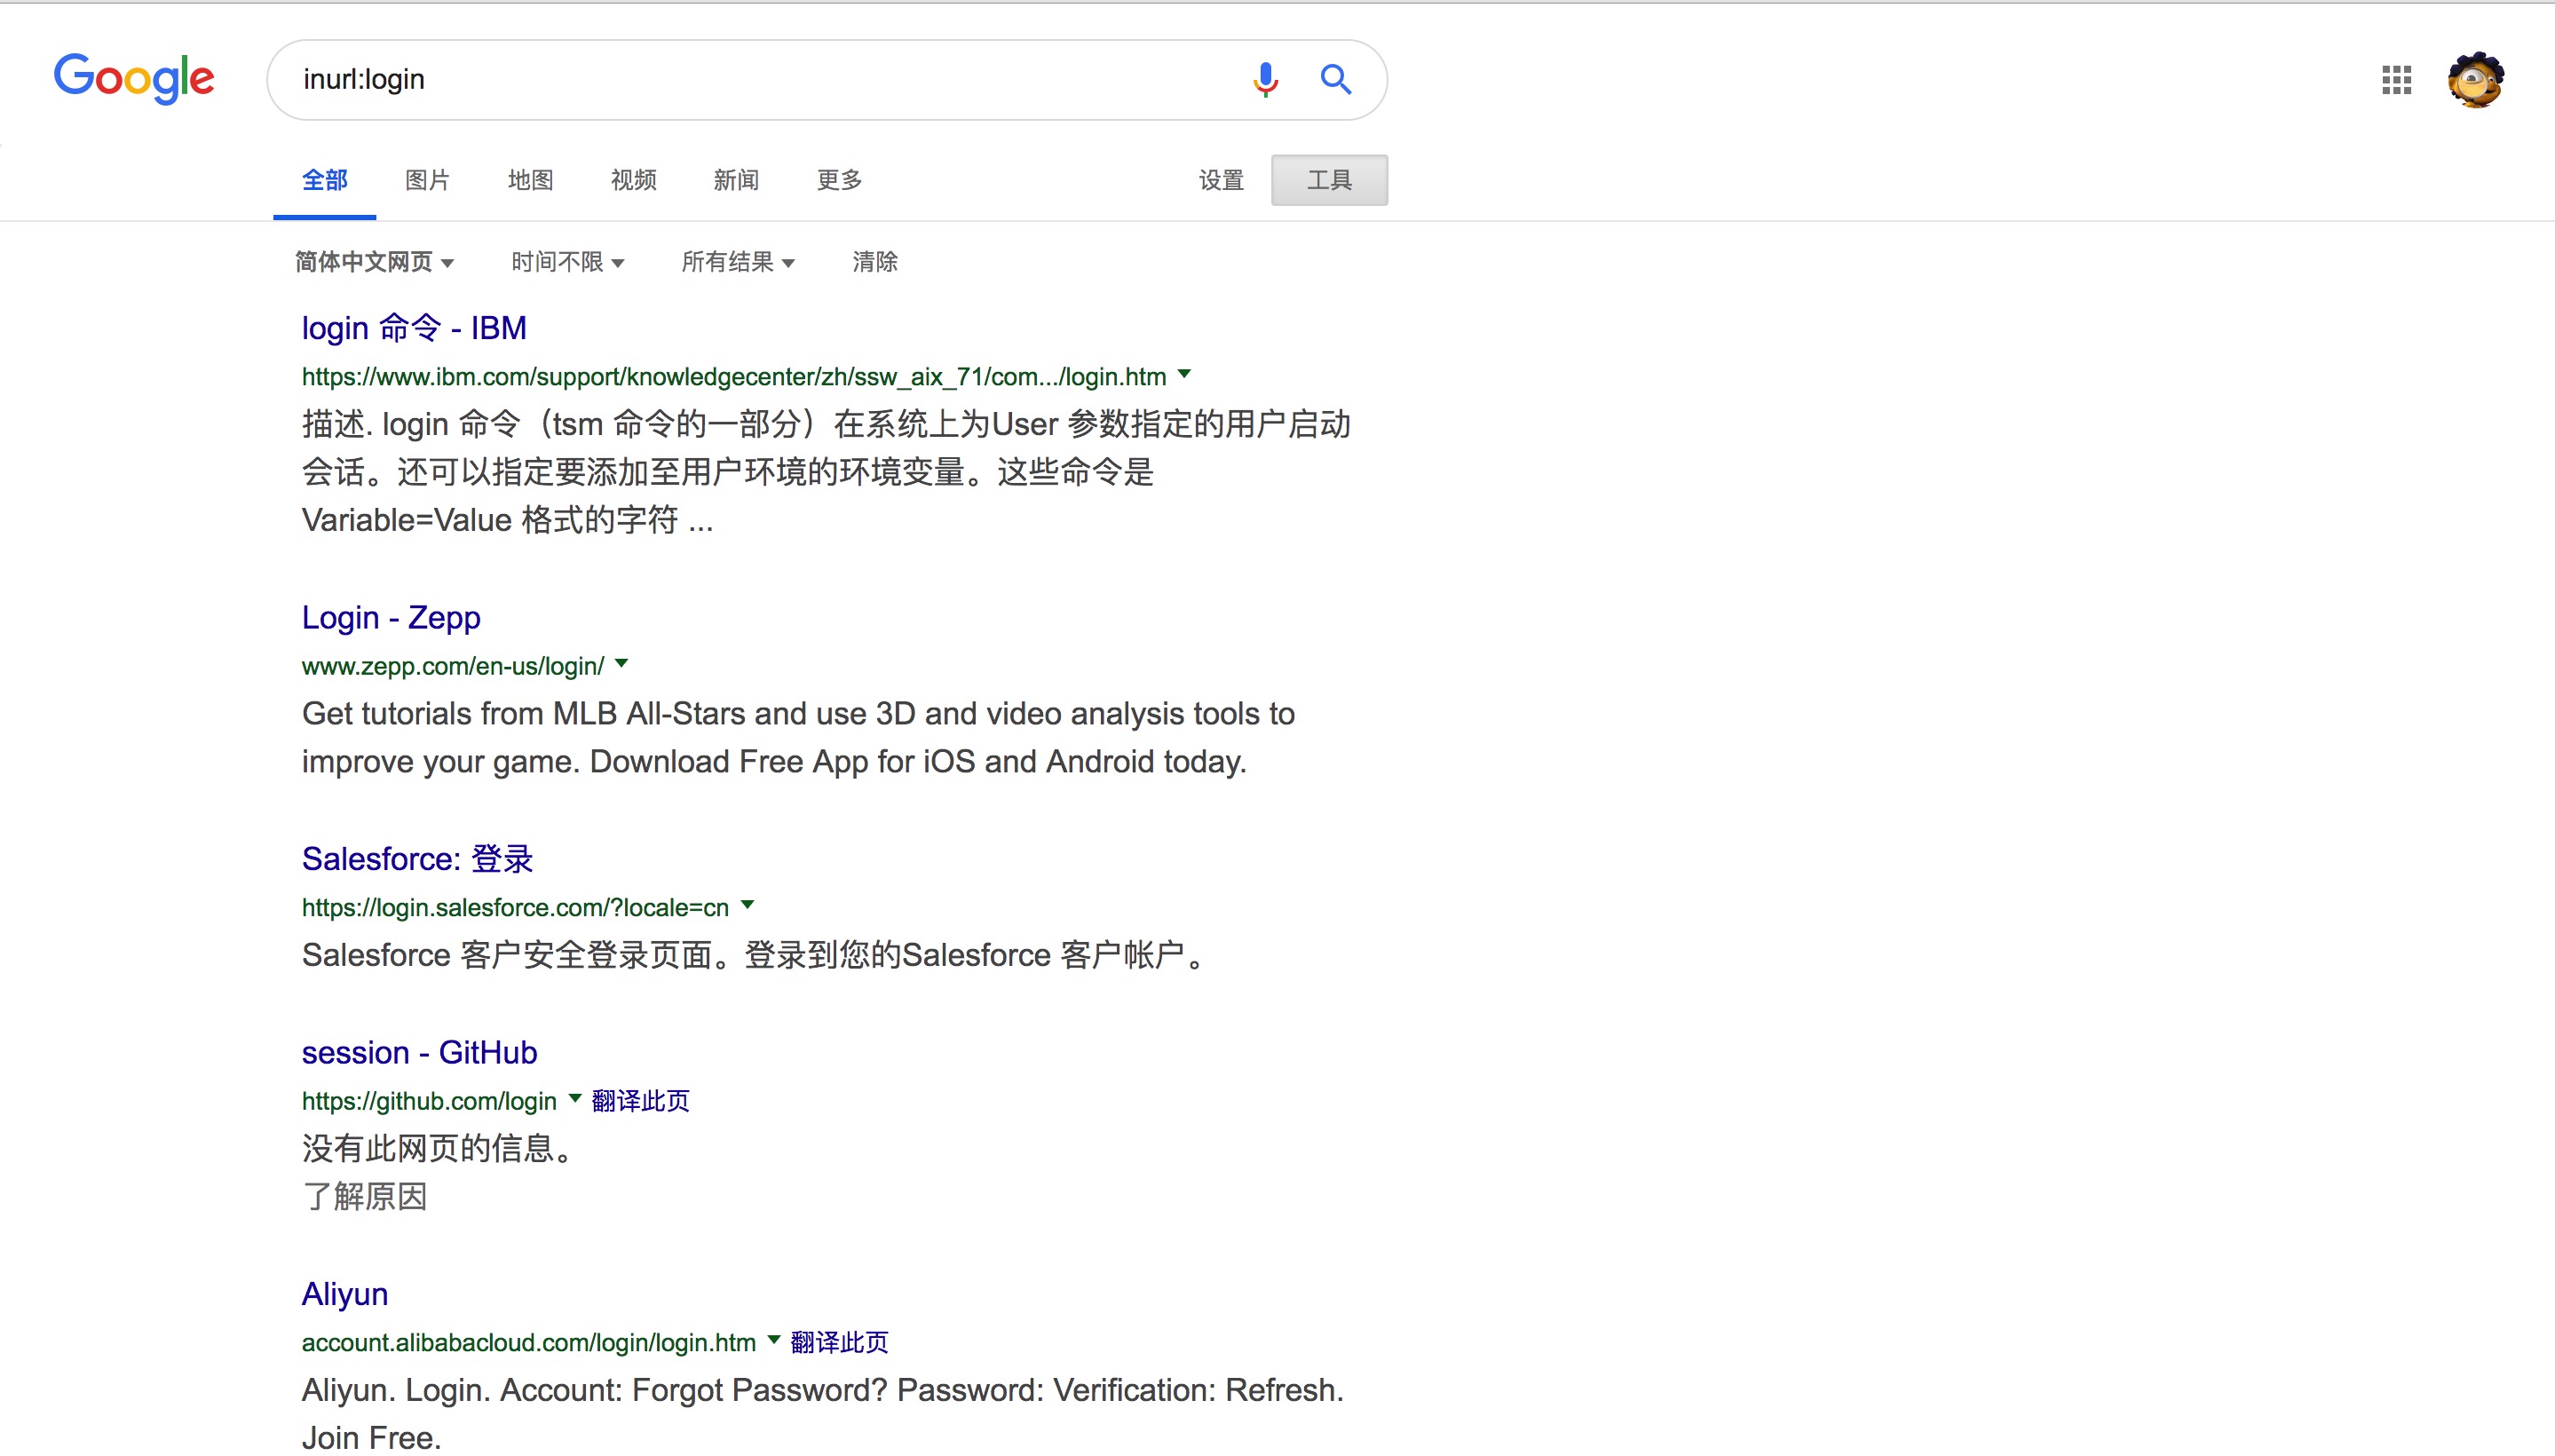 Google
inurl:login
全部 图片 地图 视频 新闻 更多 设置 工具
简体中文网页 时间不限 所有结果 清除
login 命令 - IBM
https://www.ibm.com/support/knowledgecenter/zh/ssw_aix_71/com.../login.htm
描述. login 命令（tsm 命令的一部分）在系统上为User 参数指定的用户启动
会话。还可以指定要添加至用户环境的环境变量。这些命令是
Variable=Value 格式的字符 ...
Login - Zepp
www.zepp.com/en-us/login/
Get tutorials from MLB All-Stars and use 3D and video analysis tools to
improve your game. Download Free App for iOS and Android today.
Salesforce: 登录
https://login.salesforce.com/?locale=cn
Salesforce 客户安全登录页面。登录到您的Salesforce 客户帐户。
session - GitHub
https://github.com/login 翻译此页
没有此网页的信息。
了解原因
Aliyun
account.alibabacloud.com/login/login.htm 翻译此页
Aliyun. Login. Account: Forgot Password? Password: Verification: Refresh.
Join Free.